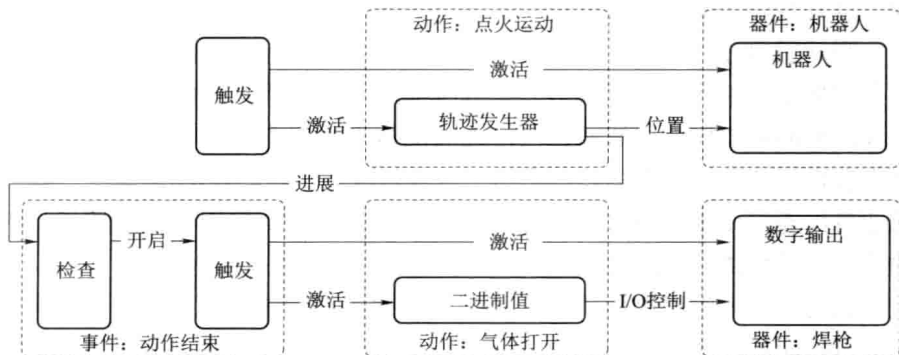 动作：点火运动
器件：机器人
触发
激活
机器人
激活
轨迹发生器
位置
进展
检查
开启
触发
激活
数字输出
激活
二进制值
I/O控制
事件：动作结束
动作：气体打开
器件：焊枪